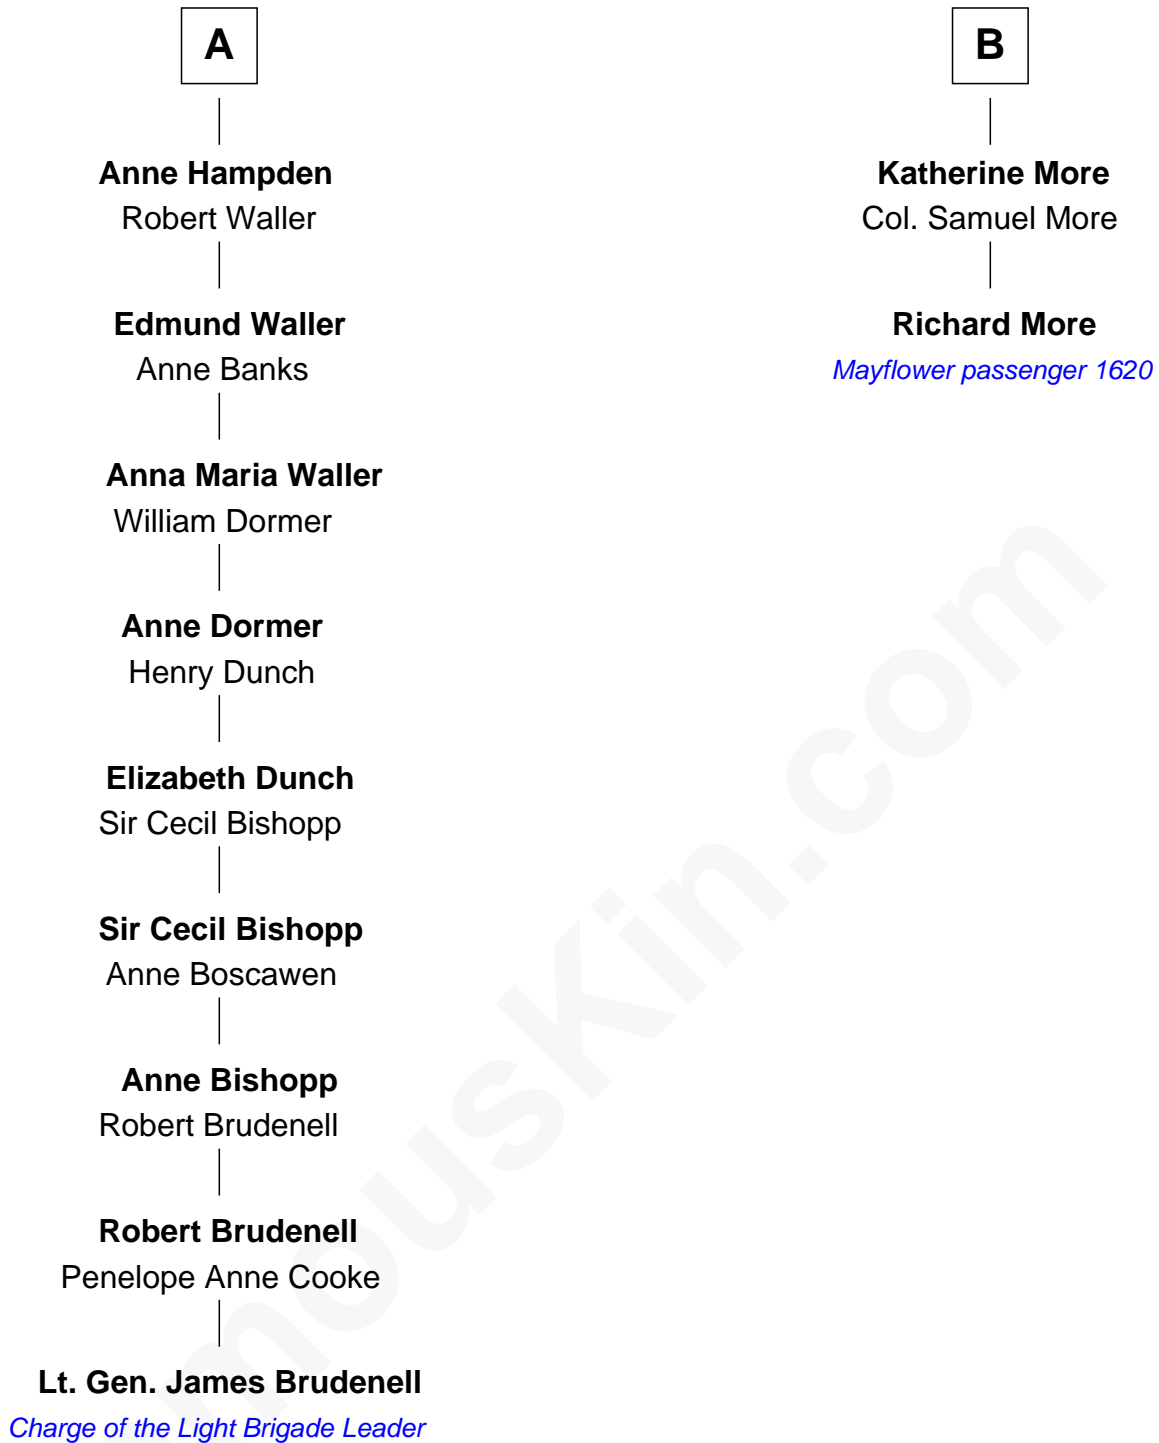 A
Anne Hampden
Robert Waller
Edmund Waller
Anne Banks
Anna Maria Waller
William Dormer
Anne Dormer
Henry Dunch
Elizabeth Dunch
Sir Cecil Bishopp
Sir Cecil Bishopp
Anne Boscawen
Anne Bishopp
Robert Brudenell
Robert Brudenell
Penelope Anne Cooke
Lt. Gen. James Brudenell
Charge of the Light Brigade Leader
B
Katherine More
Col. Samuel More
Richard More
Mayflower passenger 1620
mousKin.com